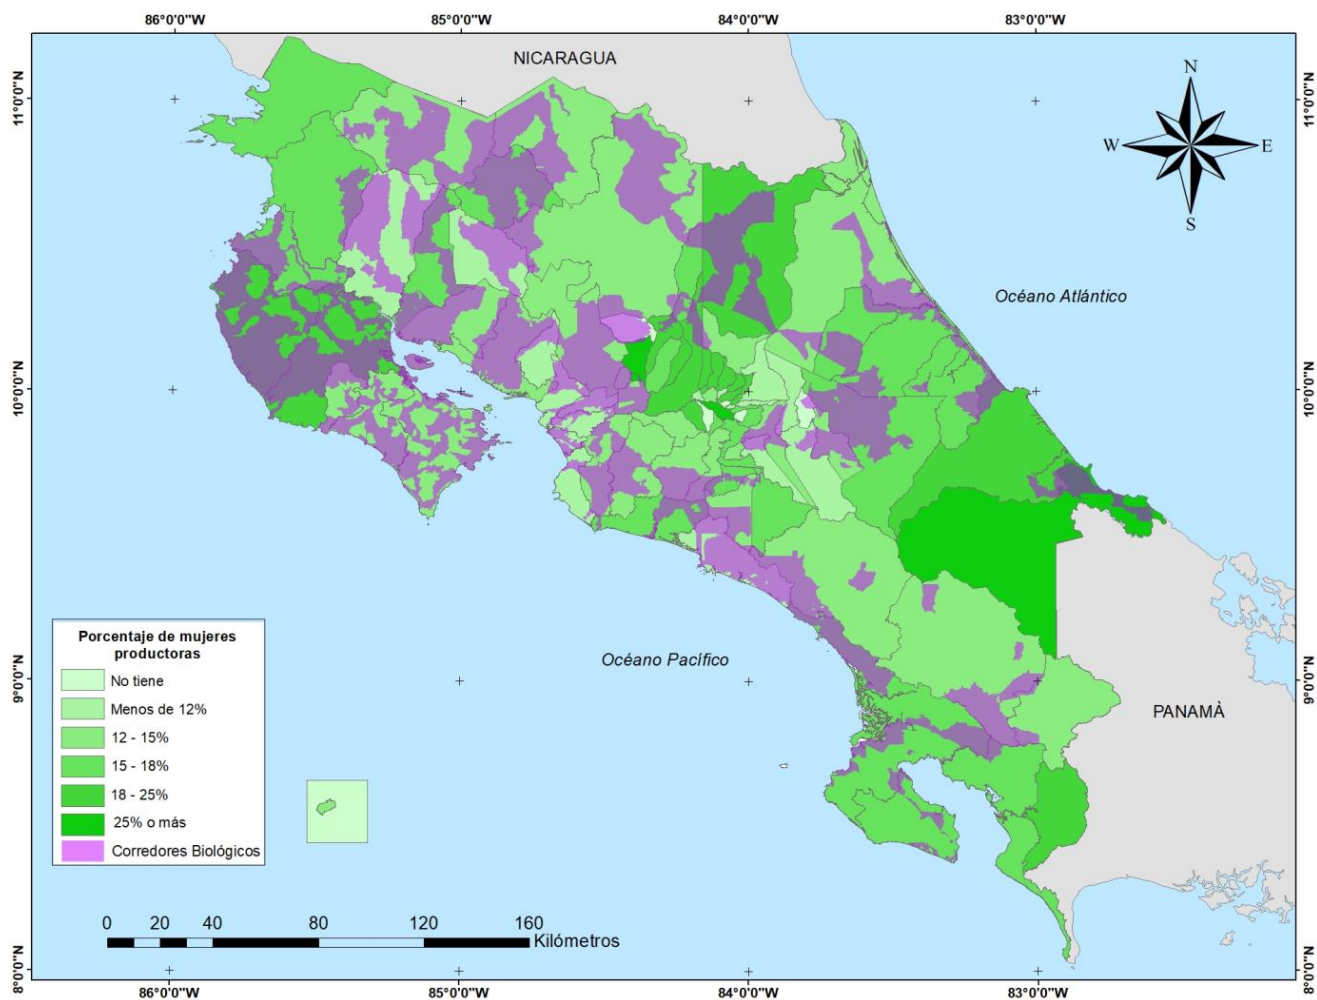 86°0'0"W 85°0'0"W 84°0'0"W 83°0'0"W
NICARAGUA
11°0'0"N 11°0'0"N
N
W E
S
Océano Atlántico
10°0'0"N 10°0'0"N
Océano Pacífico
9°0'0"N 9°0'0"N
PANAMÀ
Porcentaje de mujeres
productoras
No tiene
Menos de 12%
12 - 15%
15 - 18%
18 - 25%
25% o más
Corredores Biológicos
0 20 40 80 120 160
Kilómetros
8°0'0"N 8°0'0"N
86°0'0"W 85°0'0"W 84°0'0"W 83°0'0"W